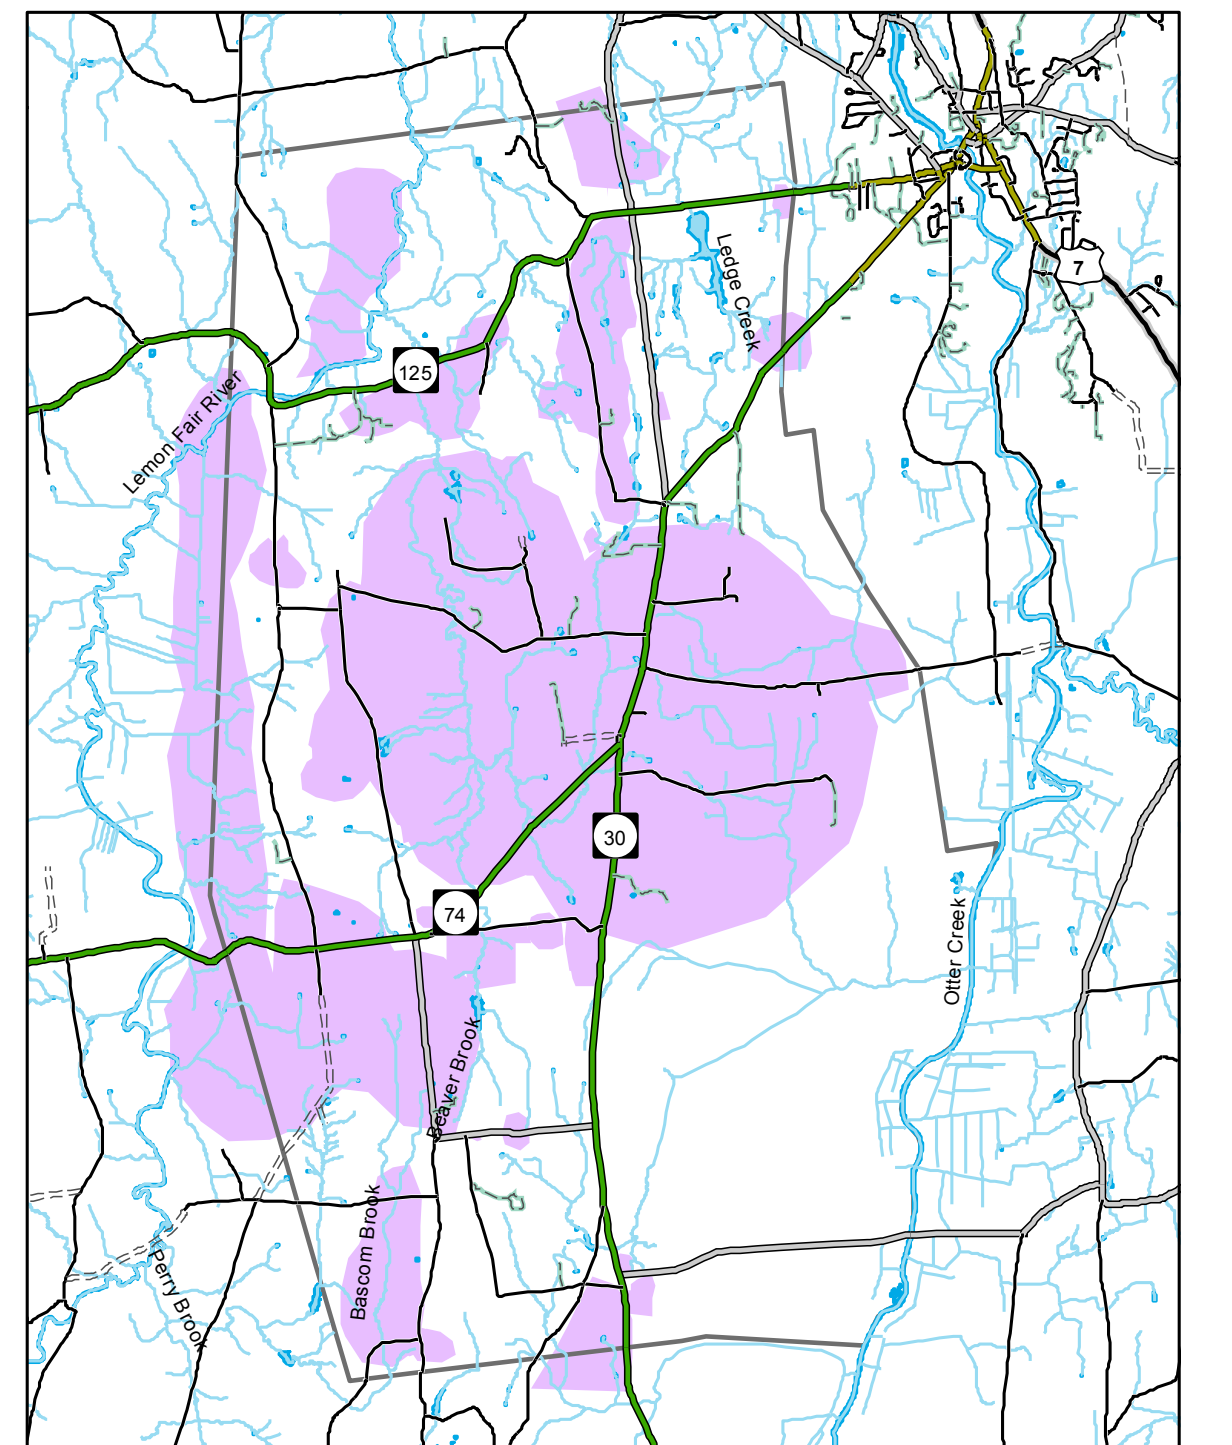 7
Ledge Creek
125
Lemon Fair River
30
74
Otter Creek
Beaver Brook
Bascom Brook
Perry Brook